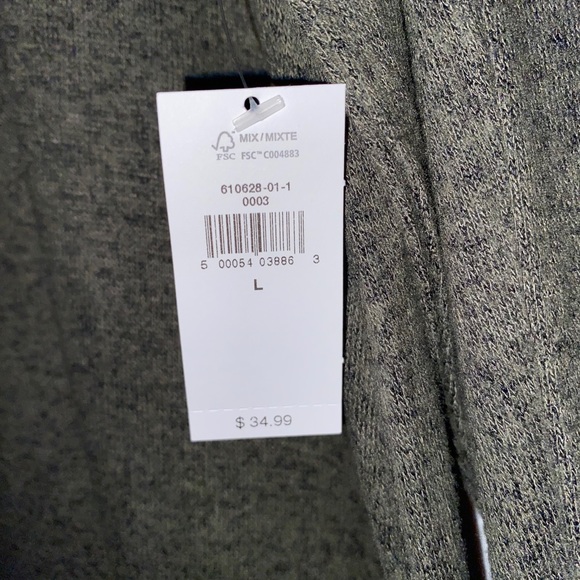 MIX/MIXTE
FSC FSC™ C004883
610628-01-1
0003
5 00054 03886 3
L
$ 34.99